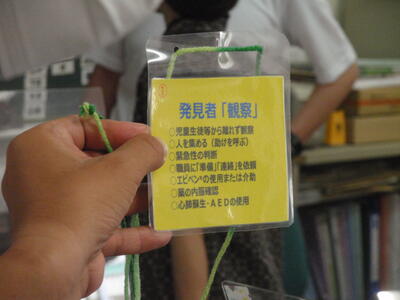 ①
発見者「観察」
○児童生徒等から離れず観察
○人を集める（助けを呼ぶ）
○緊急性の判断
○職員に「準備」「連絡」を依頼
○エピペン®の使用または介助
○薬の内服確認
○心肺蘇生・AEDの使用